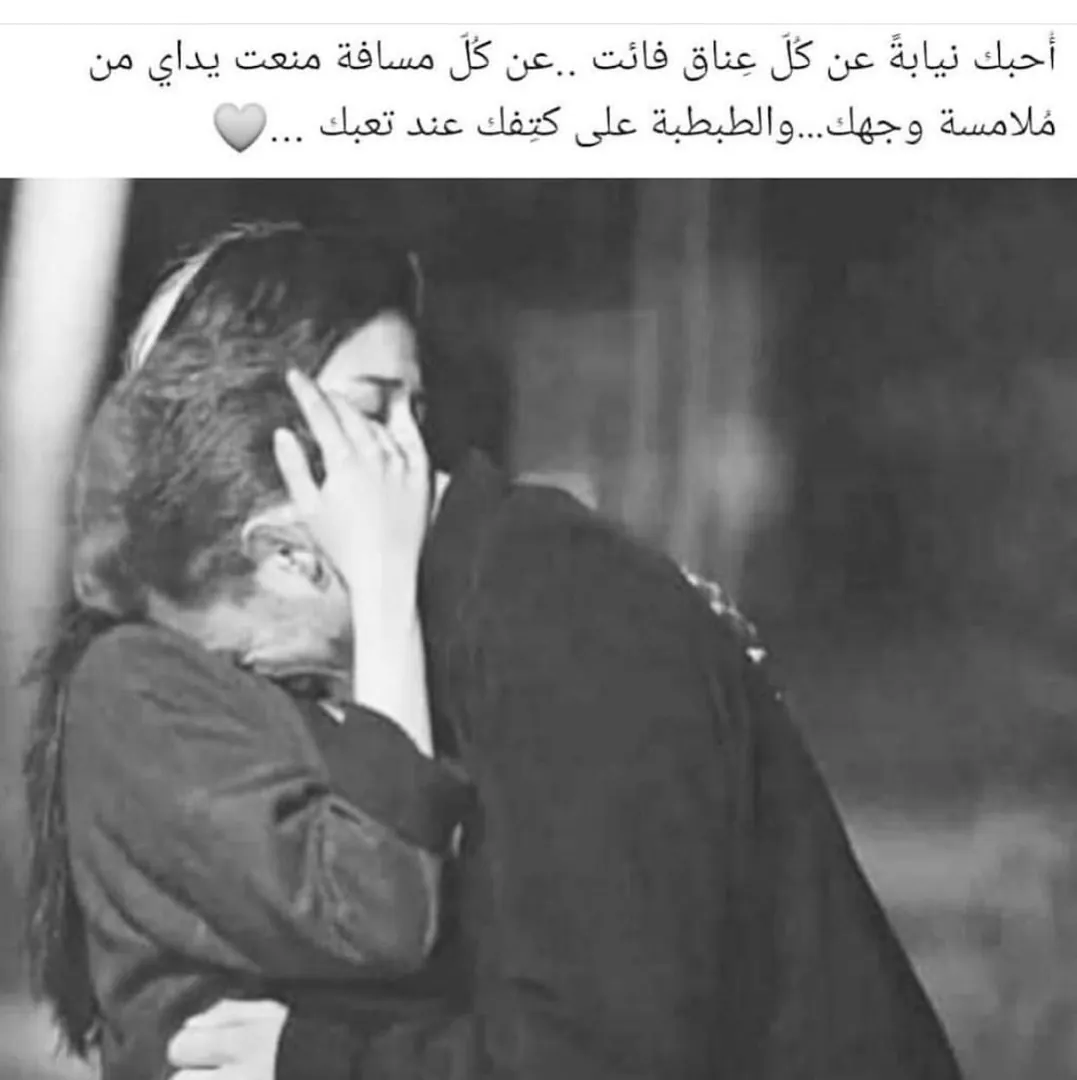 أُحبك نيابةً عن كُلّ عِناق فائت ..عن كُلّ مسافة منعت يداي من
مُلامسة وجهك...والطبطبة على كتِفك عند تعبك ...🩶